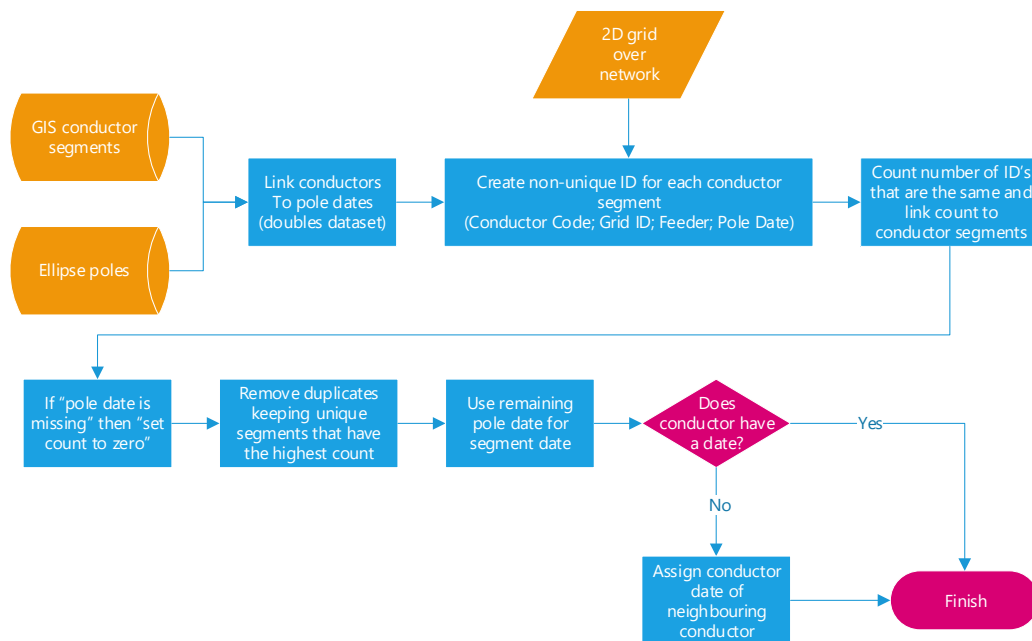 2D grid
over
network
GIS conductor
segments
Link conductors
To pole dates
(doubles dataset)
Create non-unique ID for each conductor
segment
(Conductor Code; Grid ID; Feeder; Pole Date)
Count number of ID's
that are the same and
link count to
conductor segments
Ellipse poles
If “pole date is
missing” then “set
count to zero”
Remove duplicates
keeping unique
segments that have
the highest count
Use remaining
pole date for
segment date
Does
conductor have
a date?
Yes
No
Assign conductor
date of
neighbouring
conductor
Finish